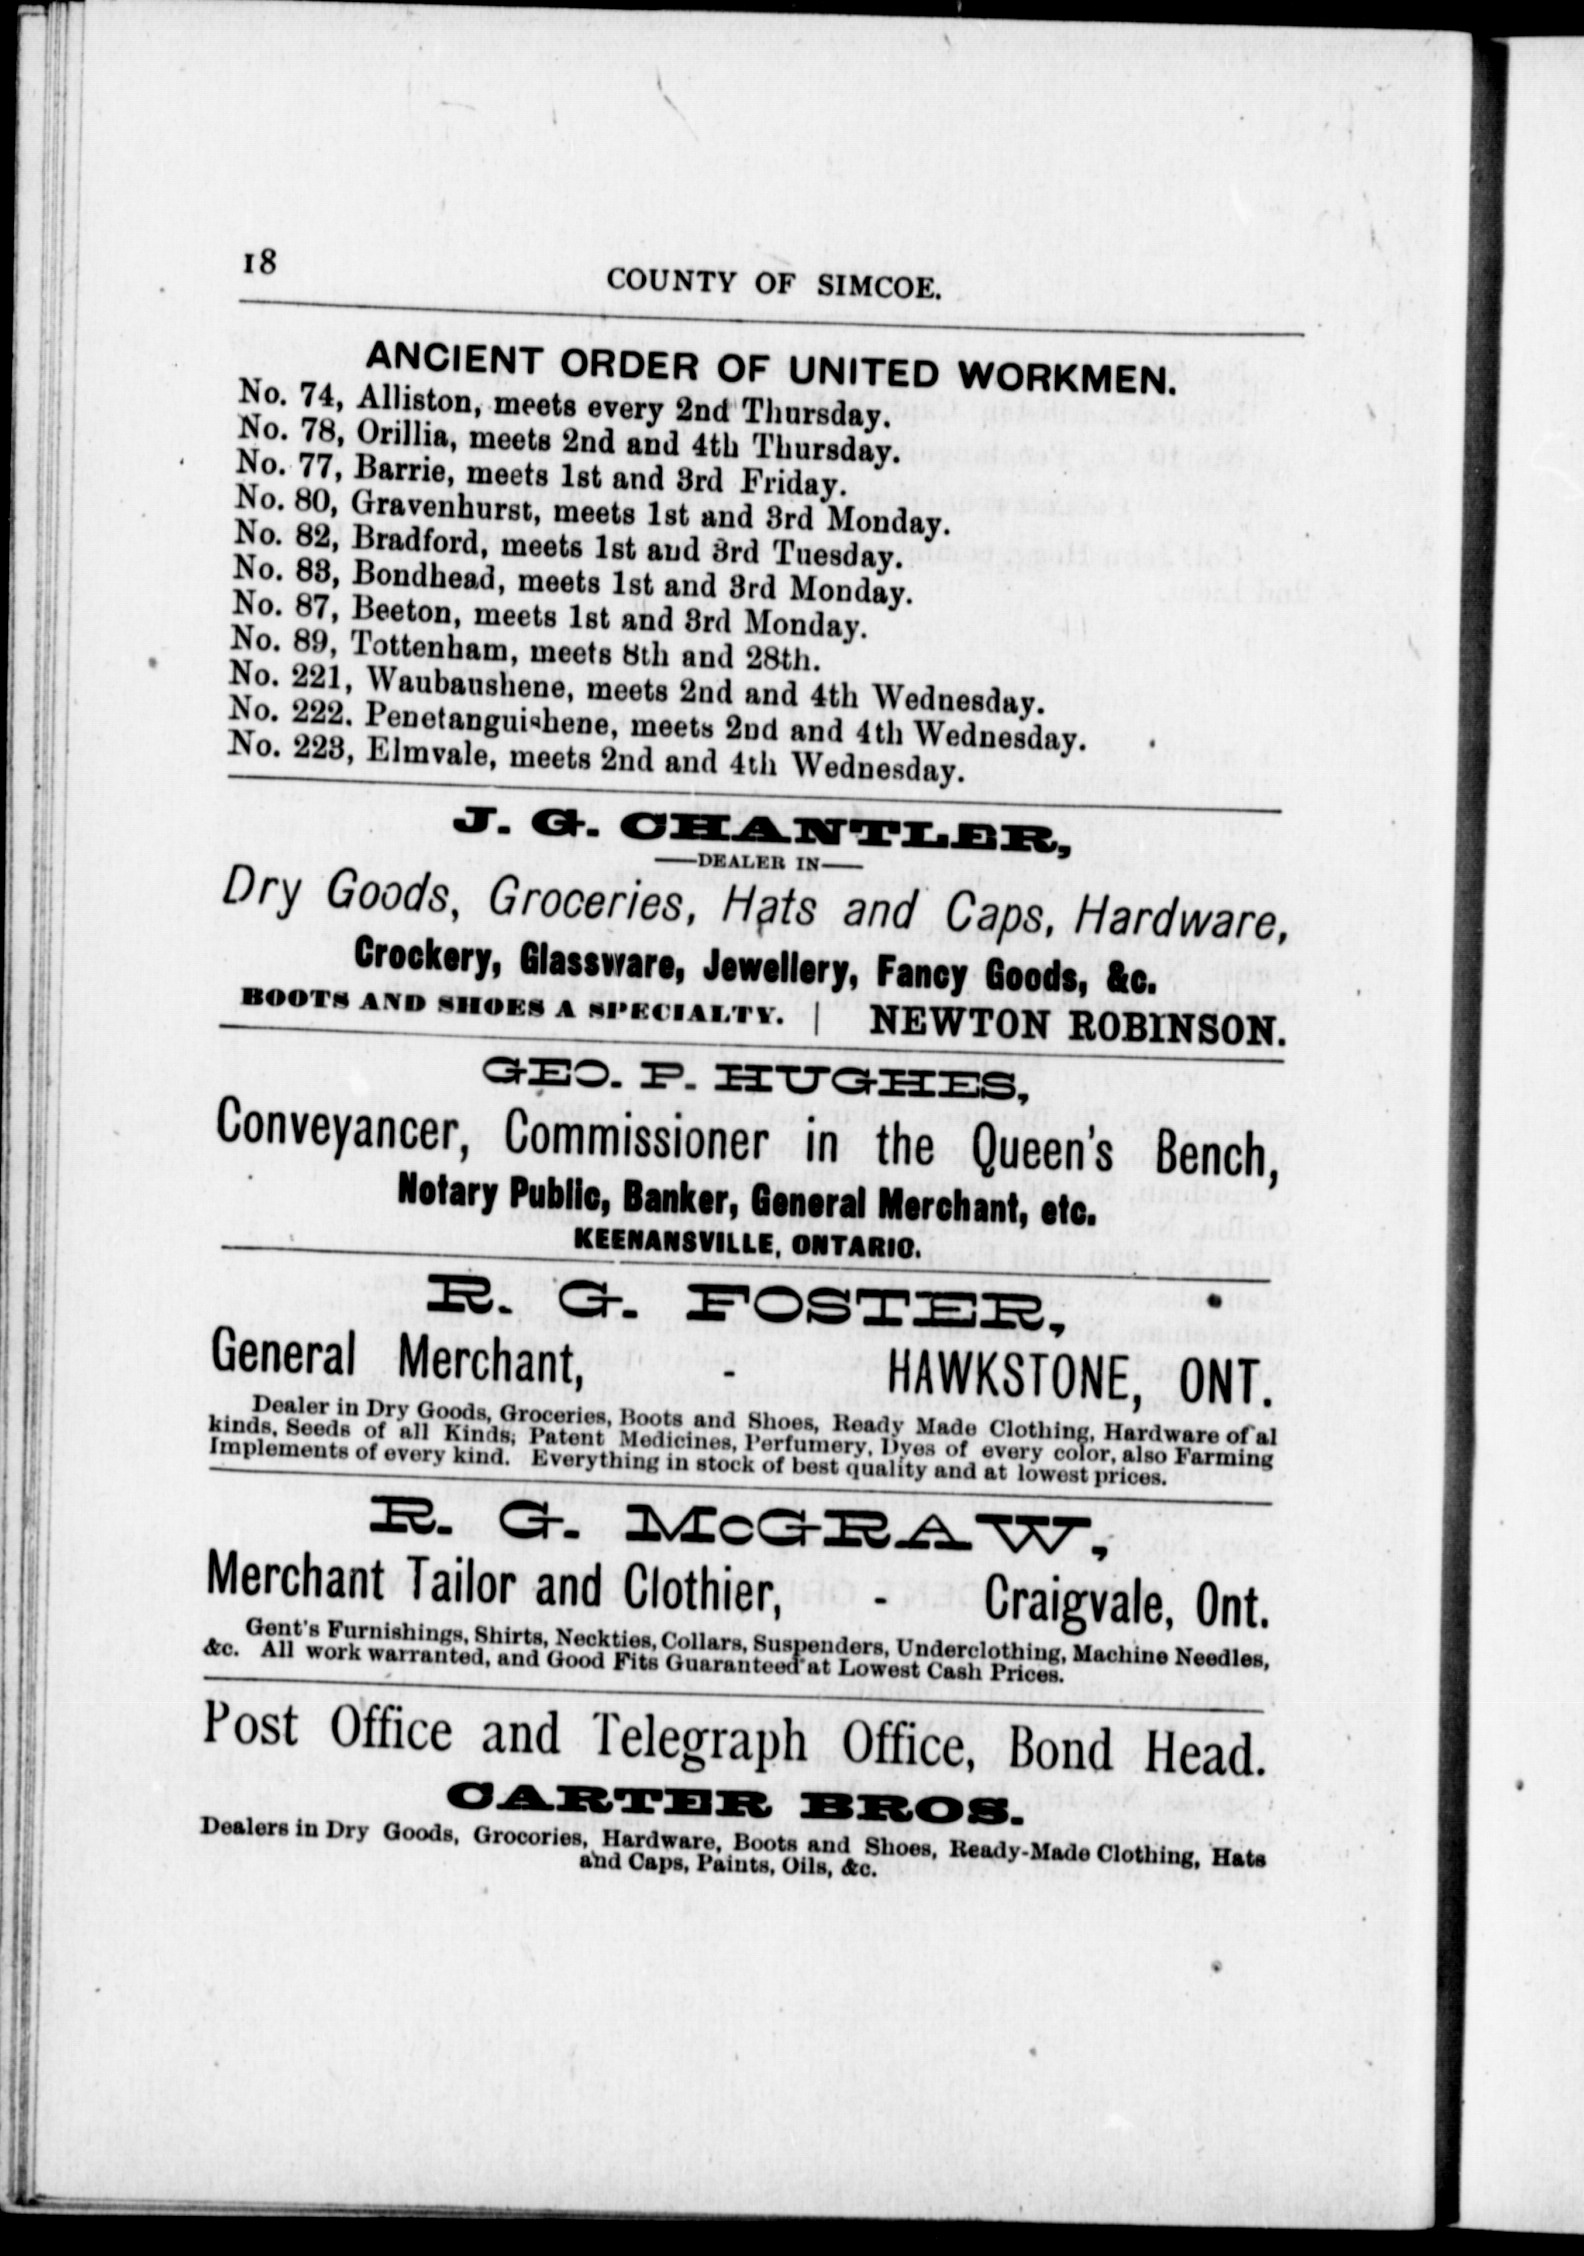 18
COUNTY OF SIMCOE.
ANCIENT ORDER OF UNITED WORKMEN.
No. 74, Alliston, meets every 2nd Thursday.
No. 78, Orillia, meets 2nd and 4th Thursday.
No. 77, Barrie, meets 1st and 3rd Friday.
No. 80, Gravenhurst, meets 1st and 3rd Monday.
No. 82, Bradford, meets 1st and 3rd Tuesday.
No. 83, Bondhead, meets 1st and 3rd Monday.
No. 87, Beeton, meets 1st and 3rd Monday.
No. 89, Tottenham, meets 8th and 28th.
No. 221, Waubaushene, meets 2nd and 4th Wednesday.
No. 222. Penetanguishene, meets 2nd and 4th Wednesday.
No. 223, Elmvale, meets 2nd and 4th Wednesday.
J. G. CHANTLER,
——DEALER IN——
Dry Goods, Groceries, Hats and Caps, Hardware,
Crockery, Glassware, Jewellery, Fancy Goods, &c.
BOOTS AND SHOES A SPECIALTY. | NEWTON ROBINSON.
GEO. P. HUGHES,
Conveyancer, Commissioner in the Queen's Bench,
Notary Public, Banker, General Merchant, etc.
KEENANSVILLE, ONTARIO.
R. G. FOSTER,
General Merchant, - HAWKSTONE, ONT.
Dealer in Dry Goods, Groceries, Boots and Shoes, Ready Made Clothing, Hardware of al
kinds, Seeds of all Kinds; Patent Medicines, Perfumery, Dyes of every color, also Farming
Implements of every kind. Everything in stock of best quality and at lowest prices.
R. G. McGRAW,
Merchant Tailor and Clothier, - Craigvale, Ont.
Gent's Furnishings, Shirts, Neckties, Collars, Suspenders, Underclothing, Machine Needles,
&c. All work warranted, and Good Fits Guaranteed at Lowest Cash Prices.
Post Office and Telegraph Office, Bond Head.
CARTER BROS.
Dealers in Dry Goods, Grocories, Hardware, Boots and Shoes, Ready-Made Clothing, Hats
and Caps, Paints, Oils, &c.